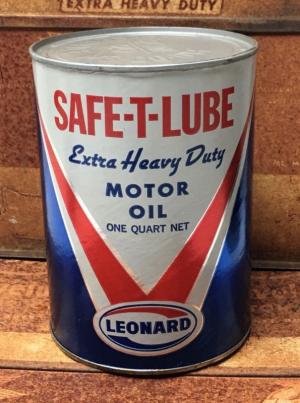 EXTRA HEAVY DUTY
SAFE-T-LUBE
Extra Heavy Duty
MOTOR
OIL
ONE QUART NET
LEONARD